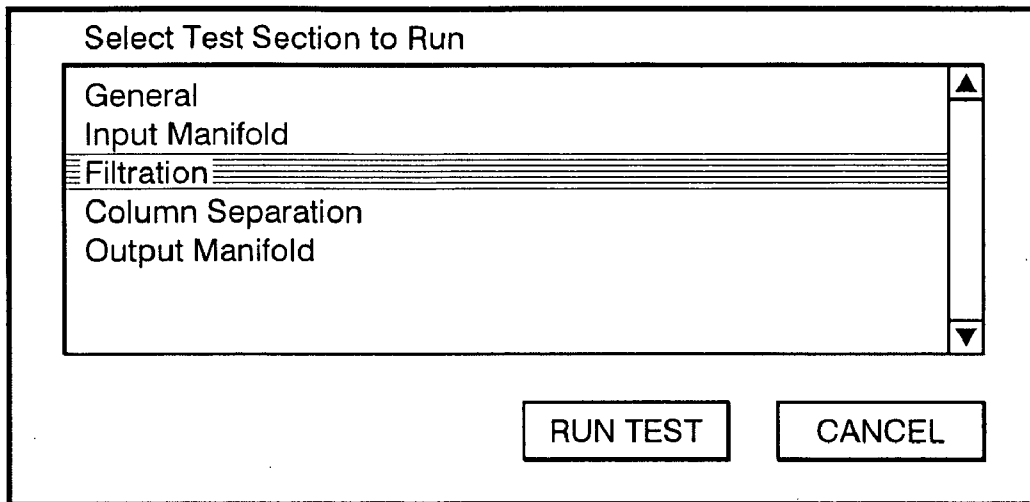 Select Test Section to Run
General
Input Manifold
Filtration
Column Separation
Output Manifold
RUN TEST
CANCEL